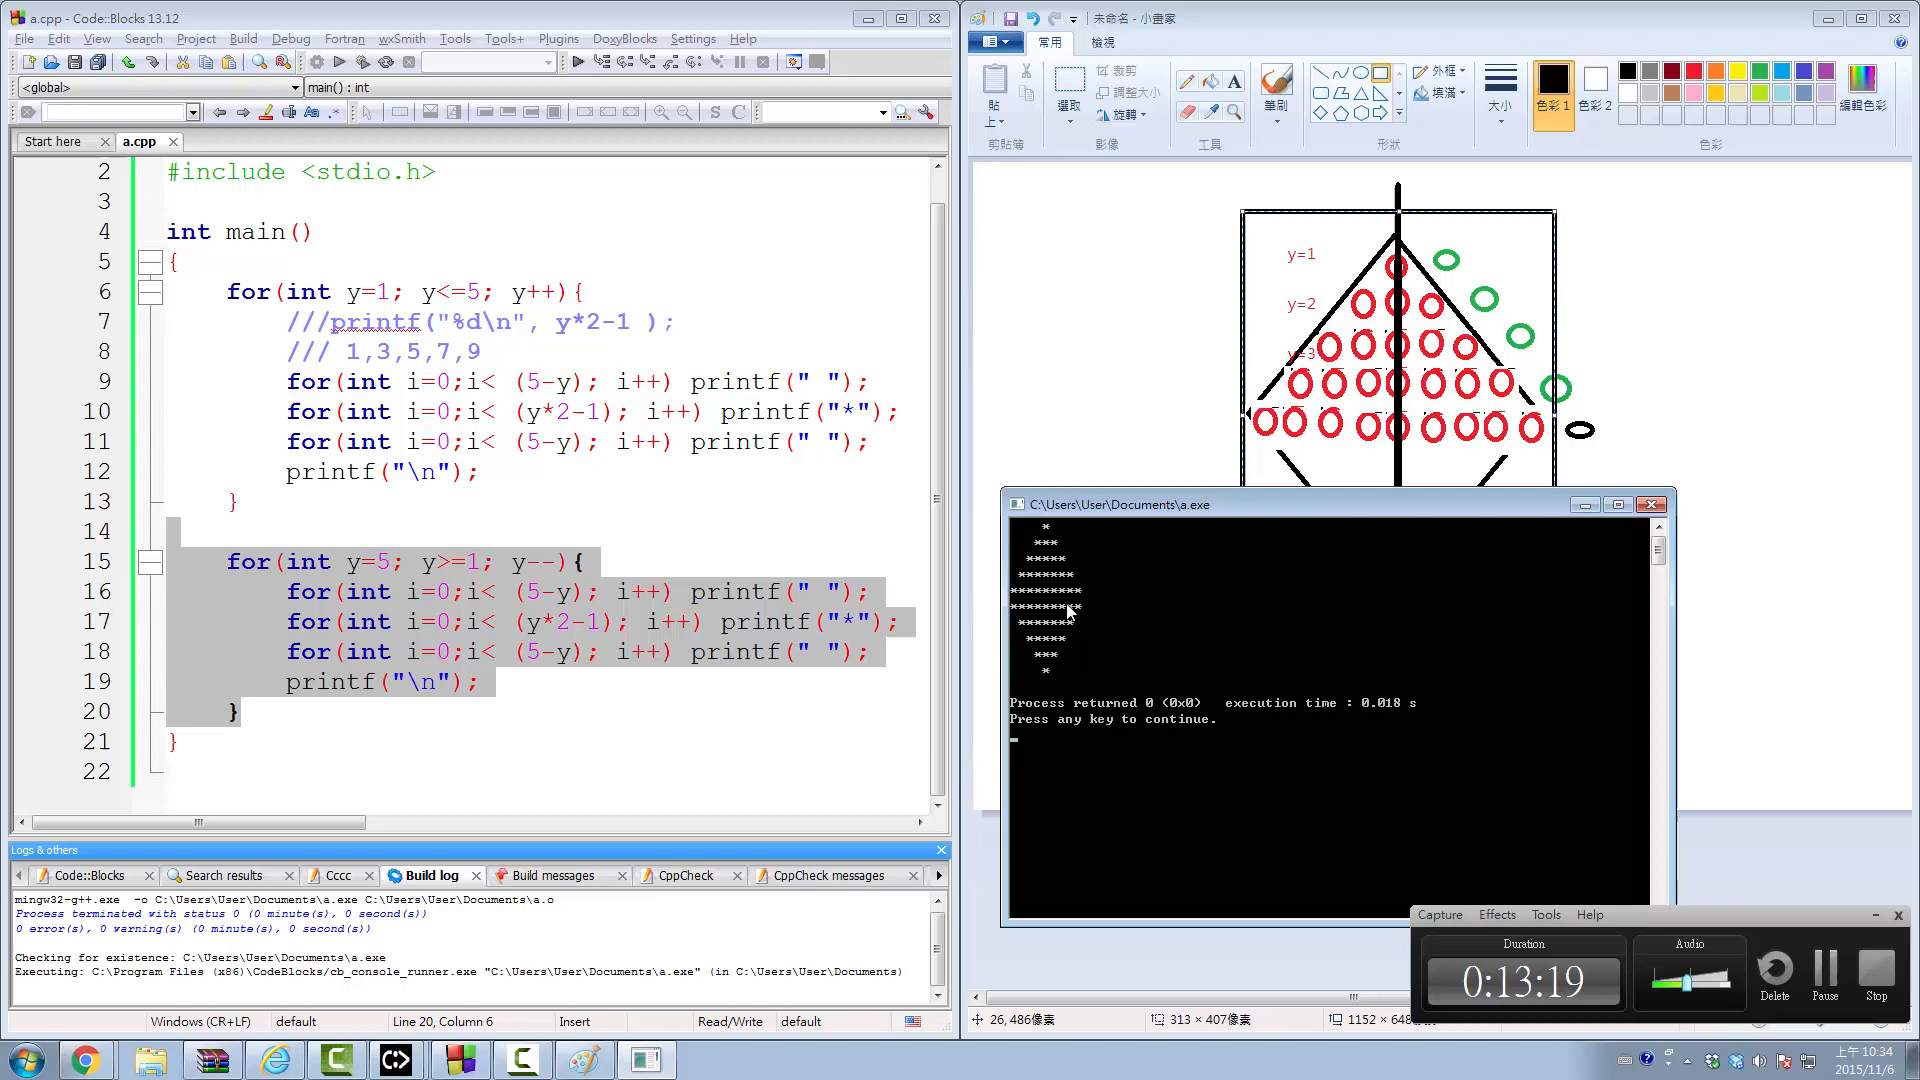 a.cpp - Code::Blocks 13.12
File Edit View Search Project Build Debug Fortran wxSmith Tools Tools+ Plugins DoxyBlocks Settings Help
<global> main() : int
Start here a.cpp
2 #include <stdio.h>
3
4 int main()
5 {
6 for(int y=1; y<=5; y++){
7 ///printf("%d\n", y*2-1 );
8 /// 1,3,5,7,9
9 for(int i=0;i< (5-y); i++) printf(" ");
10 for(int i=0;i< (y*2-1); i++) printf("*");
11 for(int i=0;i< (5-y); i++) printf(" ");
12 printf("\n");
13 }
14
15 for(int y=5; y>=1; y--){
16 for(int i=0;i< (5-y); i++) printf(" ");
17 for(int i=0;i< (y*2-1); i++) printf("*");
18 for(int i=0;i< (5-y); i++) printf(" ");
19 printf("\n");
20 }
21 }
22
Logs & others
Code::Blocks Search results Cccc Build log Build messages CppCheck CppCheck messages
mingw32-g++.exe -o C:\Users\User\Documents\a.exe C:\Users\User\Documents\a.o
Process terminated with status 0 (0 minute(s), 0 second(s))
0 error(s), 0 warning(s) (0 minute(s), 0 second(s))
Checking for existence: C:\Users\User\Documents\a.exe
Executing: C:\Program Files (x86)\CodeBlocks/cb_console_runner.exe "C:\Users\User\Documents\a.exe" (in C:\Users\User\Documents)
Windows (CR+LF) default Line 20, Column 6 Insert Read/Write default
未命名 - 小畫家
常用 檢視
貼上 剪貼簿
選取 裁剪 調整大小 旋轉 影像
A 工具
筆刷
外框 填滿 形狀
大小
色彩 1 色彩 2 編輯色彩 色彩
y=1
y=2
y=3
C:\Users\User\Documents\a.exe
*
***
*****
*******
*********
*********
*******
*****
***
*
Process returned 0 (0x0) execution time : 0.018 s
Press any key to continue.
Capture Effects Tools Help
Duration Audio
0:13:19
Delete Pause Stop
26, 486像素 313 × 407像素 1152 × 648
上午 10:34
2015/11/6